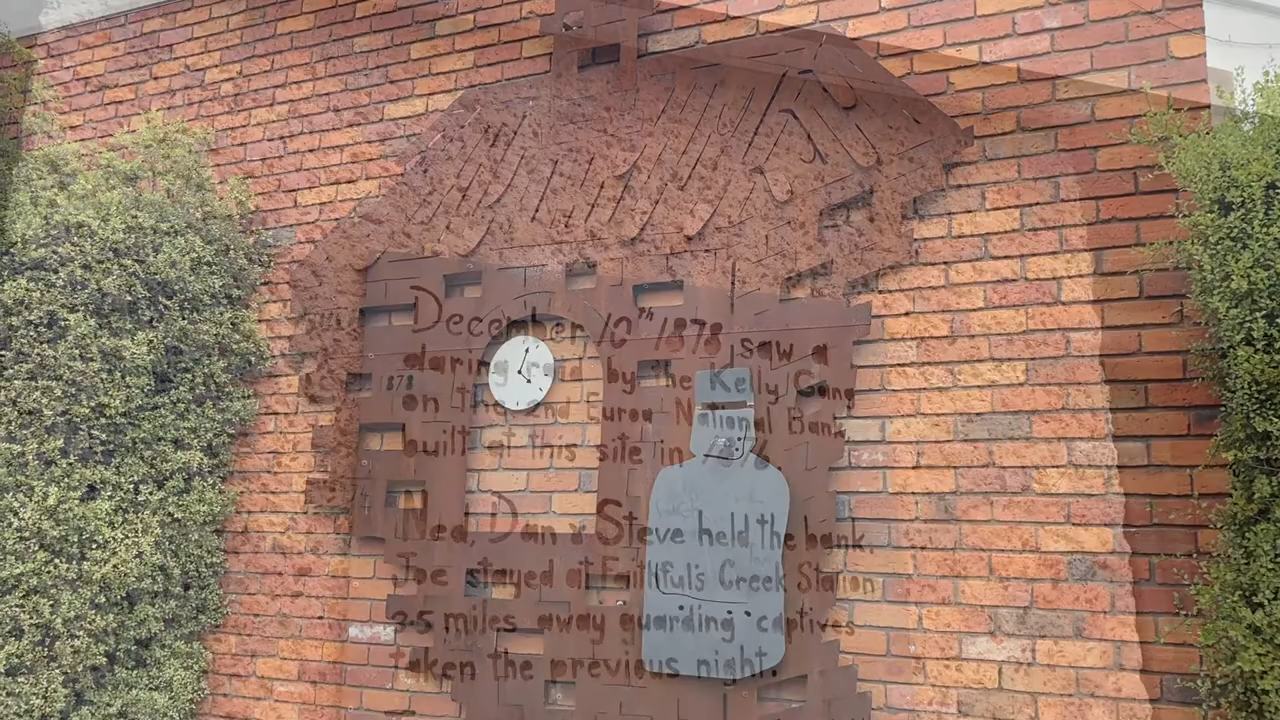 December 10th 1878 saw a
daring raid by the Kelly Gang
1878
on the 2nd Euroa National Bank
built at this site in 1876
Ned, Dan & Steve held the bank.
Joe stayed at Faithful's Creek Station
3.5 miles away guarding captives
taken the previous night.